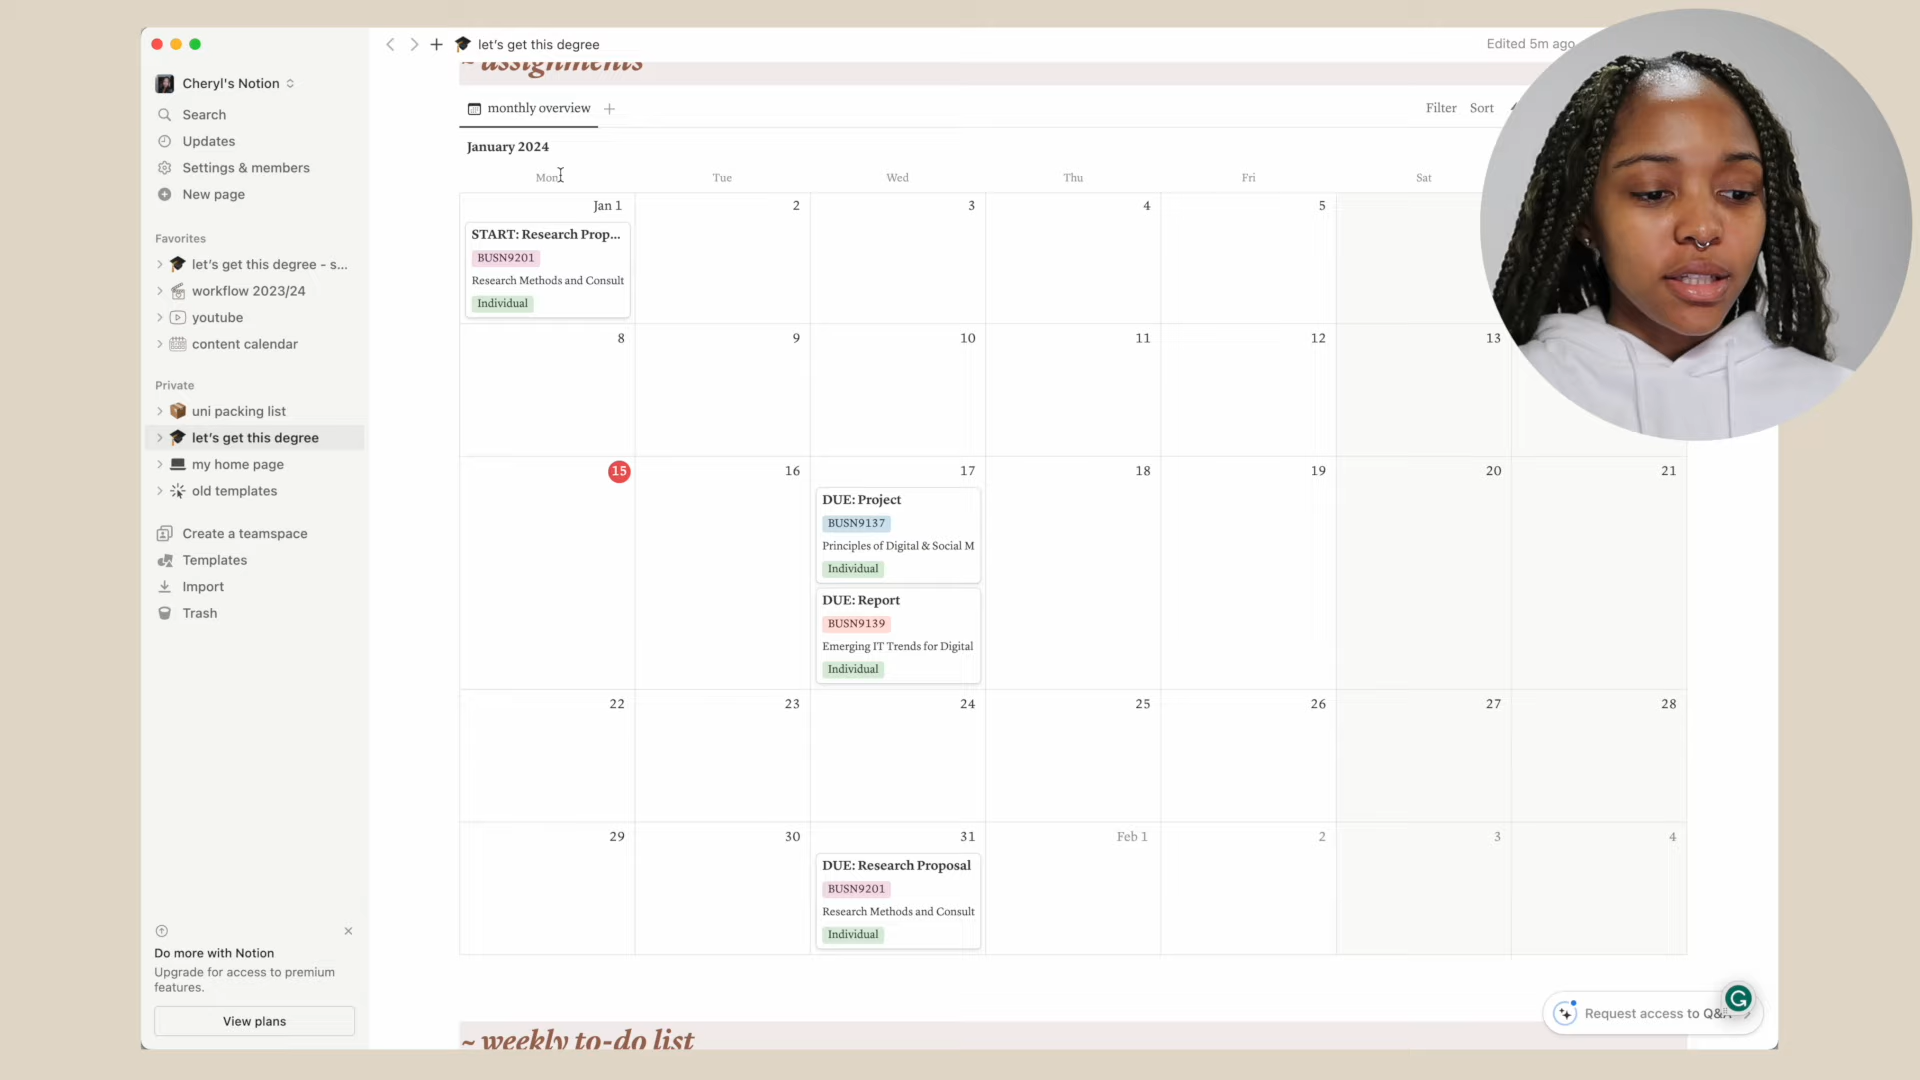 let's get this degree
Edited 5m ago
Cheryl's Notion
Search
Updates
Settings & members
New page
Favorites
let's get this degree - s...
workflow 2023/24
youtube
content calendar
Private
uni packing list
let's get this degree
my home page
old templates
Create a teamspace
Templates
Import
Trash
Do more with Notion
Upgrade for access to premium
features.
View plans
~ assignments
monthly overview
Filter Sort
January 2024
Mon Tue Wed Thu Fri Sat
Jan 1 2 3 4 5
START: Research Prop...
BUSN9201
Research Methods and Consult
Individual
8 9 10 11 12 13
15 16 17 18 19 20 21
DUE: Project
BUSN9137
Principles of Digital & Social M
Individual
DUE: Report
BUSN9139
Emerging IT Trends for Digital
Individual
22 23 24 25 26 27 28
29 30 31 Feb 1 2 3 4
DUE: Research Proposal
BUSN9201
Research Methods and Consult
Individual
~ weekly to-do list
Request access to Q&A
G